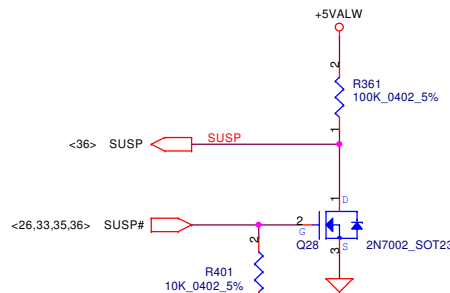 +5VALW
2
R361
100K_0402_5%
1
<36> SUSP
SUSP
1
D
<26,33,35,36> SUSP#
2
G
Q28
S
3
2N7002_SOT23
2
R401
10K_0402_5%